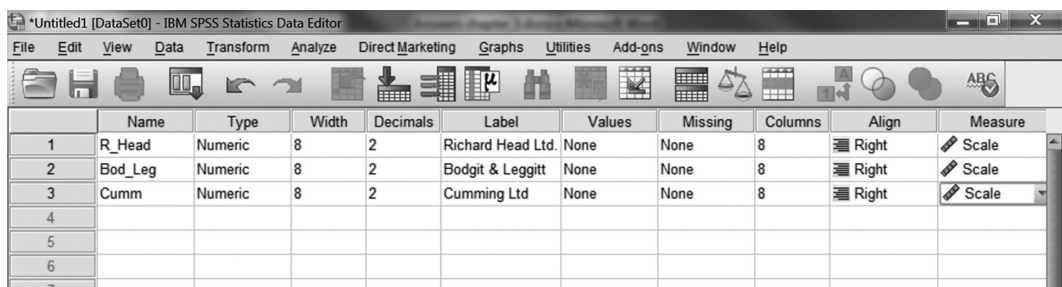 *Untitled1 [DataSet0] - IBM SPSS Statistics Data Editor
File Edit View Data Transform Analyze Direct Marketing Graphs Utilities Add-ons Window Help
Name Type Width Decimals Label Values Missing Columns Align Measure
1 R_Head Numeric 8 2 Richard Head Ltd. None None 8 Right Scale
2 Bod_Leg Numeric 8 2 Bodgit & Leggitt None None 8 Right Scale
3 Cumm Numeric 8 2 Cumming Ltd None None 8 Right Scale
4
5
6